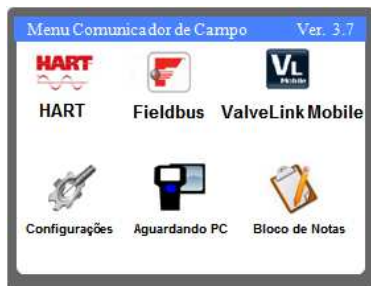 Menu Comunicador de Campo Ver. 3.7
HART VL
Mobile
HART Fieldbus ValveLink Mobile
Configurações Aguardando PC Bloco de Notas